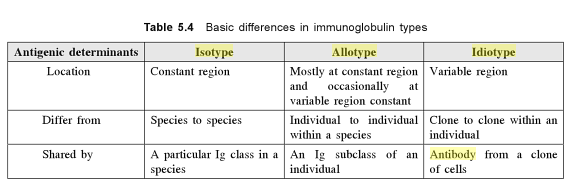 Table 5.4 Basic differences in immunoglobulin types
Antigenic determinants Isotype Allotype Idiotype
Location Constant region Mostly at constant region Variable region
and occasionally at
variable region constant
Differ from Species to species Individual to individual Clone to clone within an
within a species individual
Shared by A particular Ig class in a An Ig subclass of an Antibody from a clone
species individual of cells